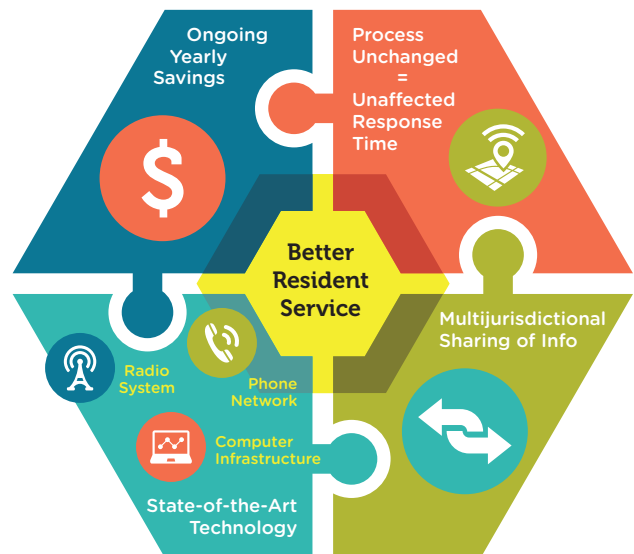 Ongoing
Yearly
Savings
$
Process
Unchanged
=
Unaffected
Response
Time
Better
Resident
Service
Radio
System
Phone
Network
Computer
Infrastructure
State-of-the-Art
Technology
Multijurisdictional
Sharing of Info